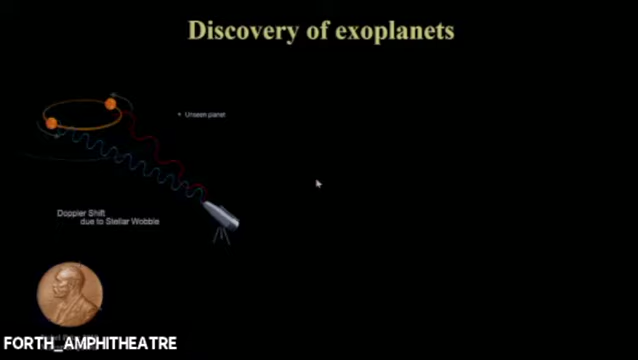 Discovery of exoplanets
Unseen planet
Doppler Shift
due to Stellar Wobble
FORTH_AMPHITHEATRE